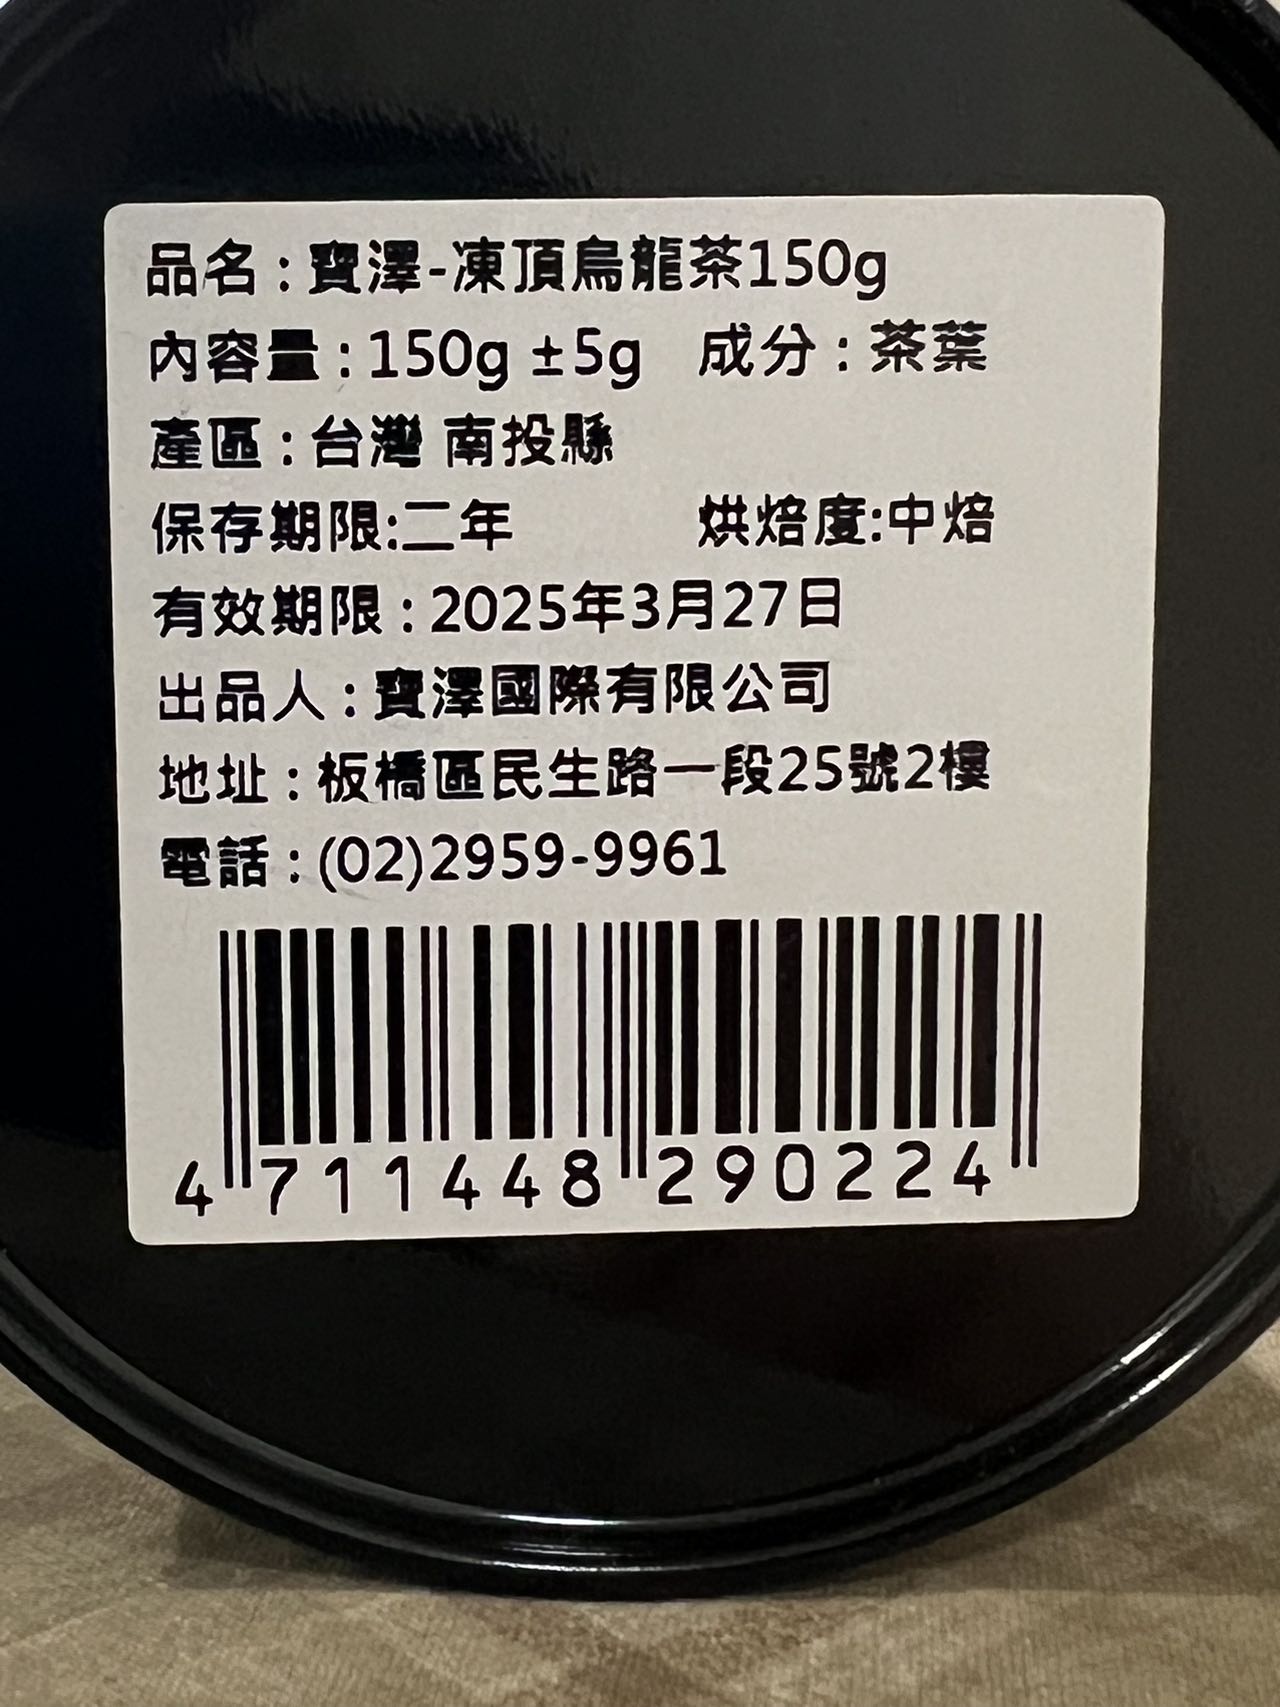 品名：寶澤-凍頂烏龍茶150g
內容量：150g ±5g 成分：茶葉
產區：台灣 南投縣
保存期限:二年 烘焙度:中焙
有效期限：2025年3月27日
出品人：寶澤國際有限公司
地址：板橋區民生路一段25號2樓
電話：(02)2959-9961
4 711448 290224